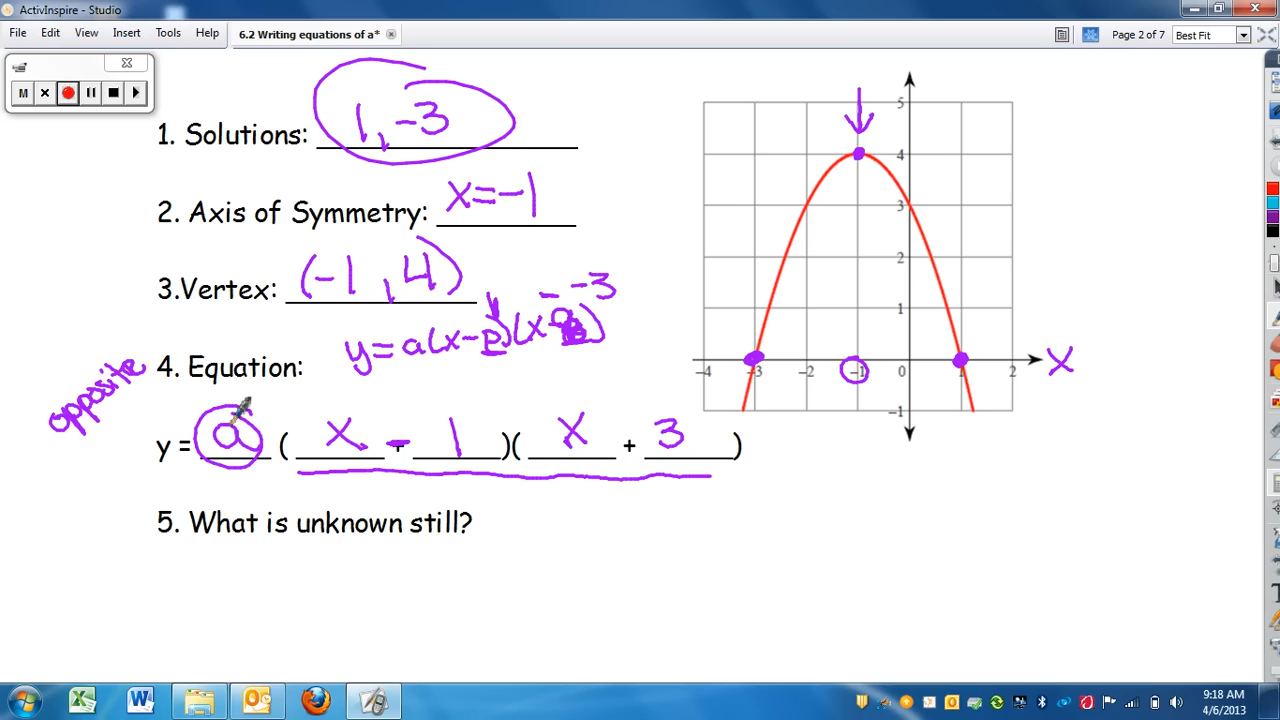 ActivInspire - Studio
File Edit View Insert Tools Help
6.2 Writing equations of a*
Page 2 of 7
Best Fit
M
1. Solutions: 1, -3
2. Axis of Symmetry: x=-1
3.Vertex: (-1, 4)
y=a(x-p)(x- -3)
opposite
4. Equation:
y = a ( x - 1 )( x + 3 )
5. What is unknown still?
5
4
3
2
1
-4 -3 -2 -1 0 1 2 X
-1
9:18 AM
4/6/2013